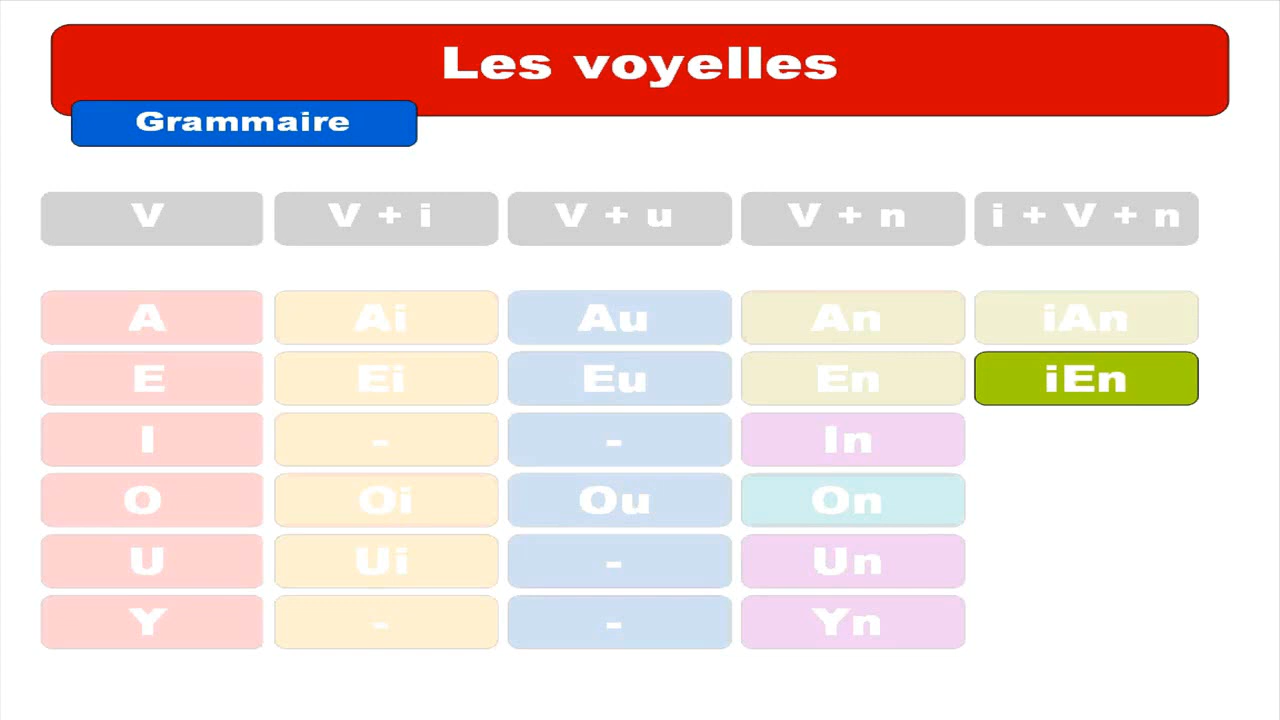 Les voyelles
Grammaire
V V + i V + u V + n i + V + n
A Ai Au An iAn
E Ei Eu En iEn
I - - In
O Oi Ou On
U Ui - Un
Y - - Yn